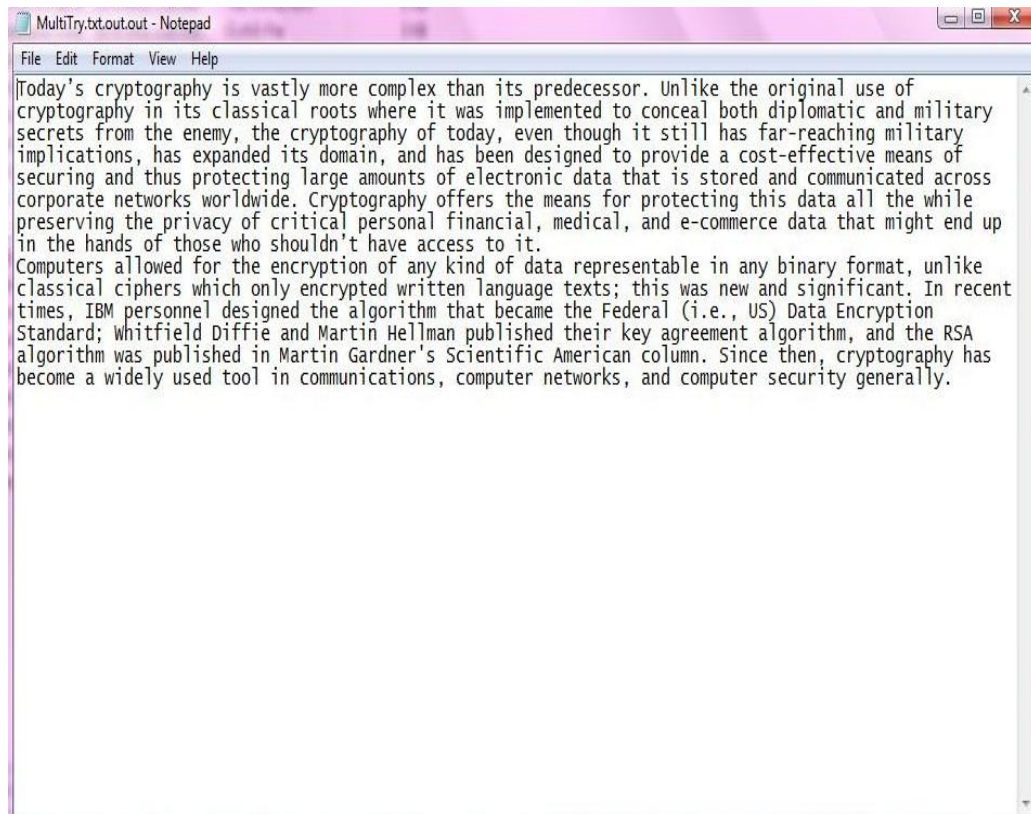 MultiTry.txt.out.out - Notepad
File Edit Format View Help
Today's cryptography is vastly more complex than its predecessor. Unlike the original use of
cryptography in its classical roots where it was implemented to conceal both diplomatic and military
secrets from the enemy, the cryptography of today, even though it still has far-reaching military
implications, has expanded its domain, and has been designed to provide a cost-effective means of
securing and thus protecting large amounts of electronic data that is stored and communicated across
corporate networks worldwide. Cryptography offers the means for protecting this data all the while
preserving the privacy of critical personal financial, medical, and e-commerce data that might end up
in the hands of those who shouldn't have access to it.
Computers allowed for the encryption of any kind of data representable in any binary format, unlike
classical ciphers which only encrypted written language texts; this was new and significant. In recent
times, IBM personnel designed the algorithm that became the Federal (i.e., US) Data Encryption
Standard; Whitfield Diffie and Martin Hellman published their key agreement algorithm, and the RSA
algorithm was published in Martin Gardner's Scientific American column. Since then, cryptography has
become a widely used tool in communications, computer networks, and computer security generally.